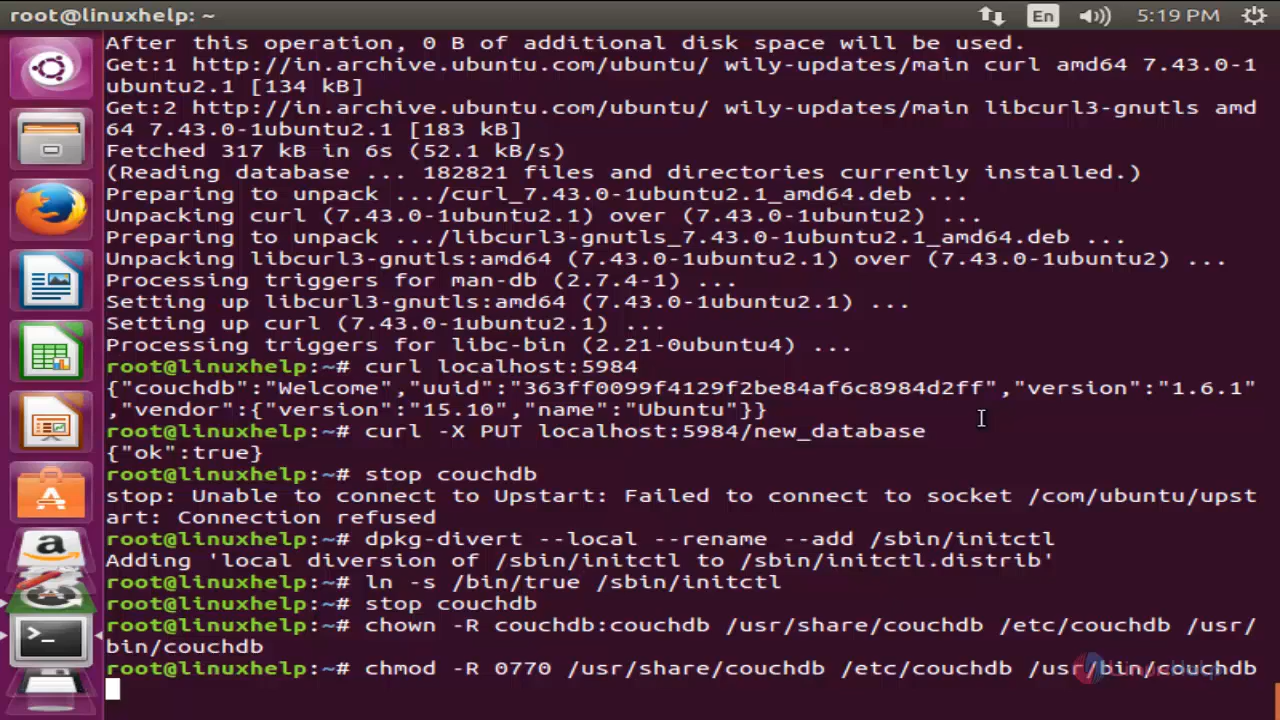 root@linuxhelp: ~
En
5:19 PM
After this operation, 0 B of additional disk space will be used.
Get:1 http://in.archive.ubuntu.com/ubuntu/ wily-updates/main curl amd64 7.43.0-1
ubuntu2.1 [134 kB]
Get:2 http://in.archive.ubuntu.com/ubuntu/ wily-updates/main libcurl3-gnutls amd
64 7.43.0-1ubuntu2.1 [183 kB]
Fetched 317 kB in 6s (52.1 kB/s)
(Reading database ... 182821 files and directories currently installed.)
Preparing to unpack .../curl_7.43.0-1ubuntu2.1_amd64.deb ...
Unpacking curl (7.43.0-1ubuntu2.1) over (7.43.0-1ubuntu2) ...
Preparing to unpack .../libcurl3-gnutls_7.43.0-1ubuntu2.1_amd64.deb ...
Unpacking libcurl3-gnutls:amd64 (7.43.0-1ubuntu2.1) over (7.43.0-1ubuntu2) ...
Processing triggers for man-db (2.7.4-1) ...
Setting up libcurl3-gnutls:amd64 (7.43.0-1ubuntu2.1) ...
Setting up curl (7.43.0-1ubuntu2.1) ...
Processing triggers for libc-bin (2.21-0ubuntu4) ...
root@linuxhelp:~# curl localhost:5984
{"couchdb":"Welcome","uuid":"363ff0099f4129f2be84af6c8984d2ff","version":"1.6.1"
,"vendor":{"version":"15.10","name":"Ubuntu"}}
root@linuxhelp:~# curl -X PUT localhost:5984/new_database
{"ok":true}
root@linuxhelp:~# stop couchdb
stop: Unable to connect to Upstart: Failed to connect to socket /com/ubuntu/upst
art: Connection refused
root@linuxhelp:~# dpkg-divert --local --rename --add /sbin/initctl
Adding 'local diversion of /sbin/initctl to /sbin/initctl.distrib'
root@linuxhelp:~# ln -s /bin/true /sbin/initctl
root@linuxhelp:~# stop couchdb
root@linuxhelp:~# chown -R couchdb:couchdb /usr/share/couchdb /etc/couchdb /usr/
bin/couchdb
root@linuxhelp:~# chmod -R 0770 /usr/share/couchdb /etc/couchdb /usr/bin/couchdb
LinuxHelp